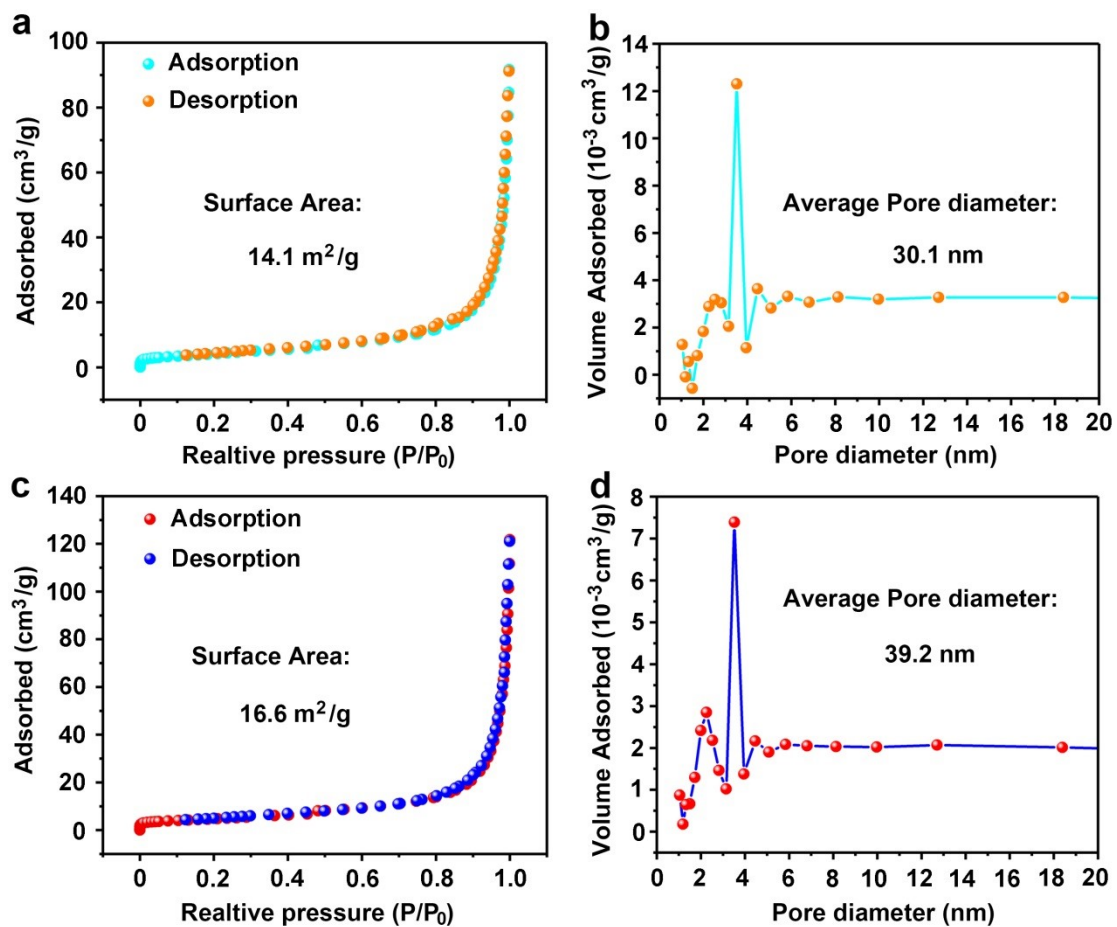 a
100
80
60
40
20
0
Adsorbed (cm³/g)
Adsorption
Desorption
Surface Area:
14.1 m²/g
0 0.2 0.4 0.6 0.8 1.0
Realtive pressure (P/P₀)
b
14
12
10
8
6
4
2
0
Volume Adsorbed (10⁻³ cm³/g)
Average Pore diameter:
30.1 nm
0 2 4 6 8 10 12 14 16 18 20
Pore diameter (nm)
c
140
120
100
80
60
40
20
0
Adsorbed (cm³/g)
Adsorption
Desorption
Surface Area:
16.6 m²/g
0 0.2 0.4 0.6 0.8 1.0
Realtive pressure (P/P₀)
d
8
7
6
5
4
3
2
1
0
Volume Adsorbed (10⁻³cm³/g)
Average Pore diameter:
39.2 nm
0 2 4 6 8 10 12 14 16 18 20
Pore diameter (nm)